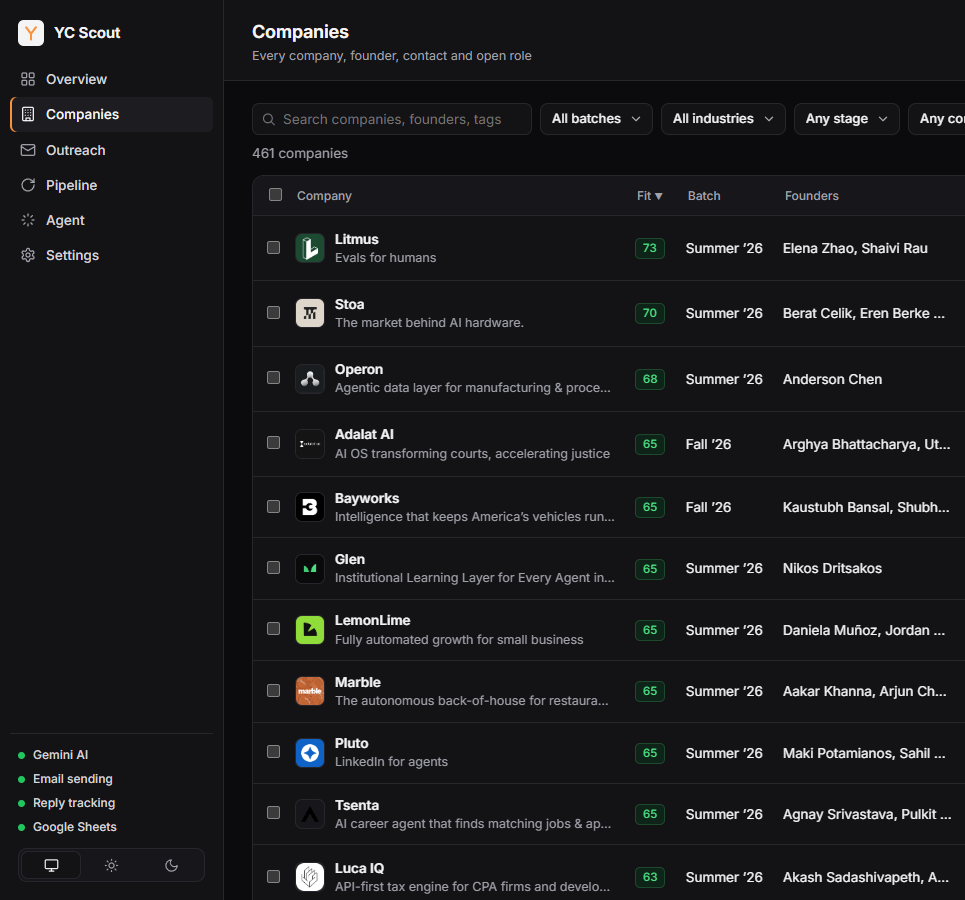 YC Scout
Overview
Companies
Outreach
Pipeline
Agent
Settings
Gemini AI
Email sending
Reply tracking
Google Sheets
Companies
Every company, founder, contact and open role
Search companies, founders, tags
All batches
All industries
Any stage
Any con
461 companies
Company Fit ▼ Batch Founders
Litmus
Evals for humans
73 Summer ’26 Elena Zhao, Shaivi Rau
Stoa
The market behind AI hardware.
70 Summer ’26 Berat Celik, Eren Berke ...
Operon
Agentic data layer for manufacturing & proce...
68 Summer ’26 Anderson Chen
Adalat AI
AI OS transforming courts, accelerating justice
65 Fall ’26 Arghya Bhattacharya, Ut...
Bayworks
Intelligence that keeps America’s vehicles run...
65 Fall ’26 Kaustubh Bansal, Shubh...
Glen
Institutional Learning Layer for Every Agent in...
65 Summer ’26 Nikos Dritsakos
LemonLime
Fully automated growth for small business
65 Summer ’26 Daniela Muñoz, Jordan ...
marble
Marble
The autonomous back-of-house for restaura...
65 Summer ’26 Aakar Khanna, Arjun Ch...
Pluto
LinkedIn for agents
65 Summer ’26 Maki Potamianos, Sahil ...
Tsenta
AI career agent that finds matching jobs & ap...
65 Summer ’26 Agnay Srivastava, Pulkit ...
Luca IQ
API-first tax engine for CPA firms and develo...
63 Summer ’26 Akash Sadashivapeth, A...